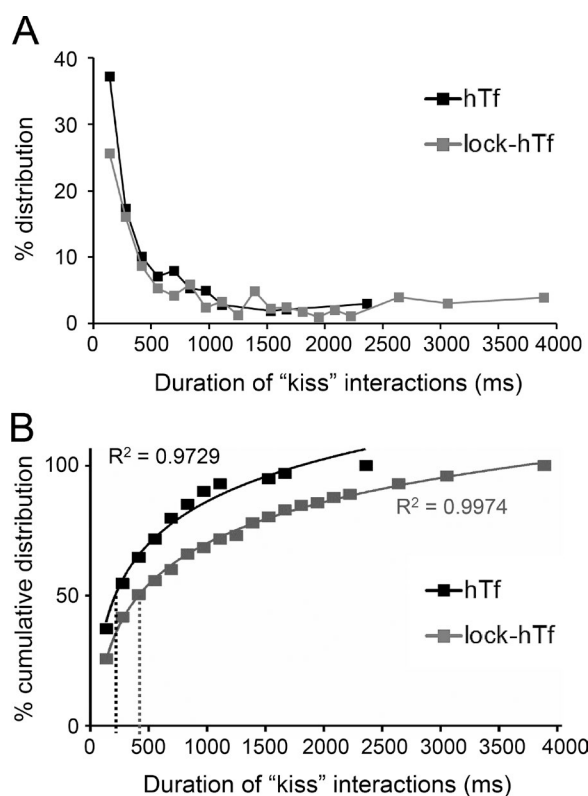 A
40
30
20
10
0
% distribution
hTf
lock-hTf
0 500 1000 1500 2000 2500 3000 3500 4000
Duration of “kiss” interactions (ms)
B
R² = 0.9729
100
50
0
% cumulative distribution
R² = 0.9974
hTf
lock-hTf
0 500 1000 1500 2000 2500 3000 3500 4000
Duration of “kiss” interactions (ms)